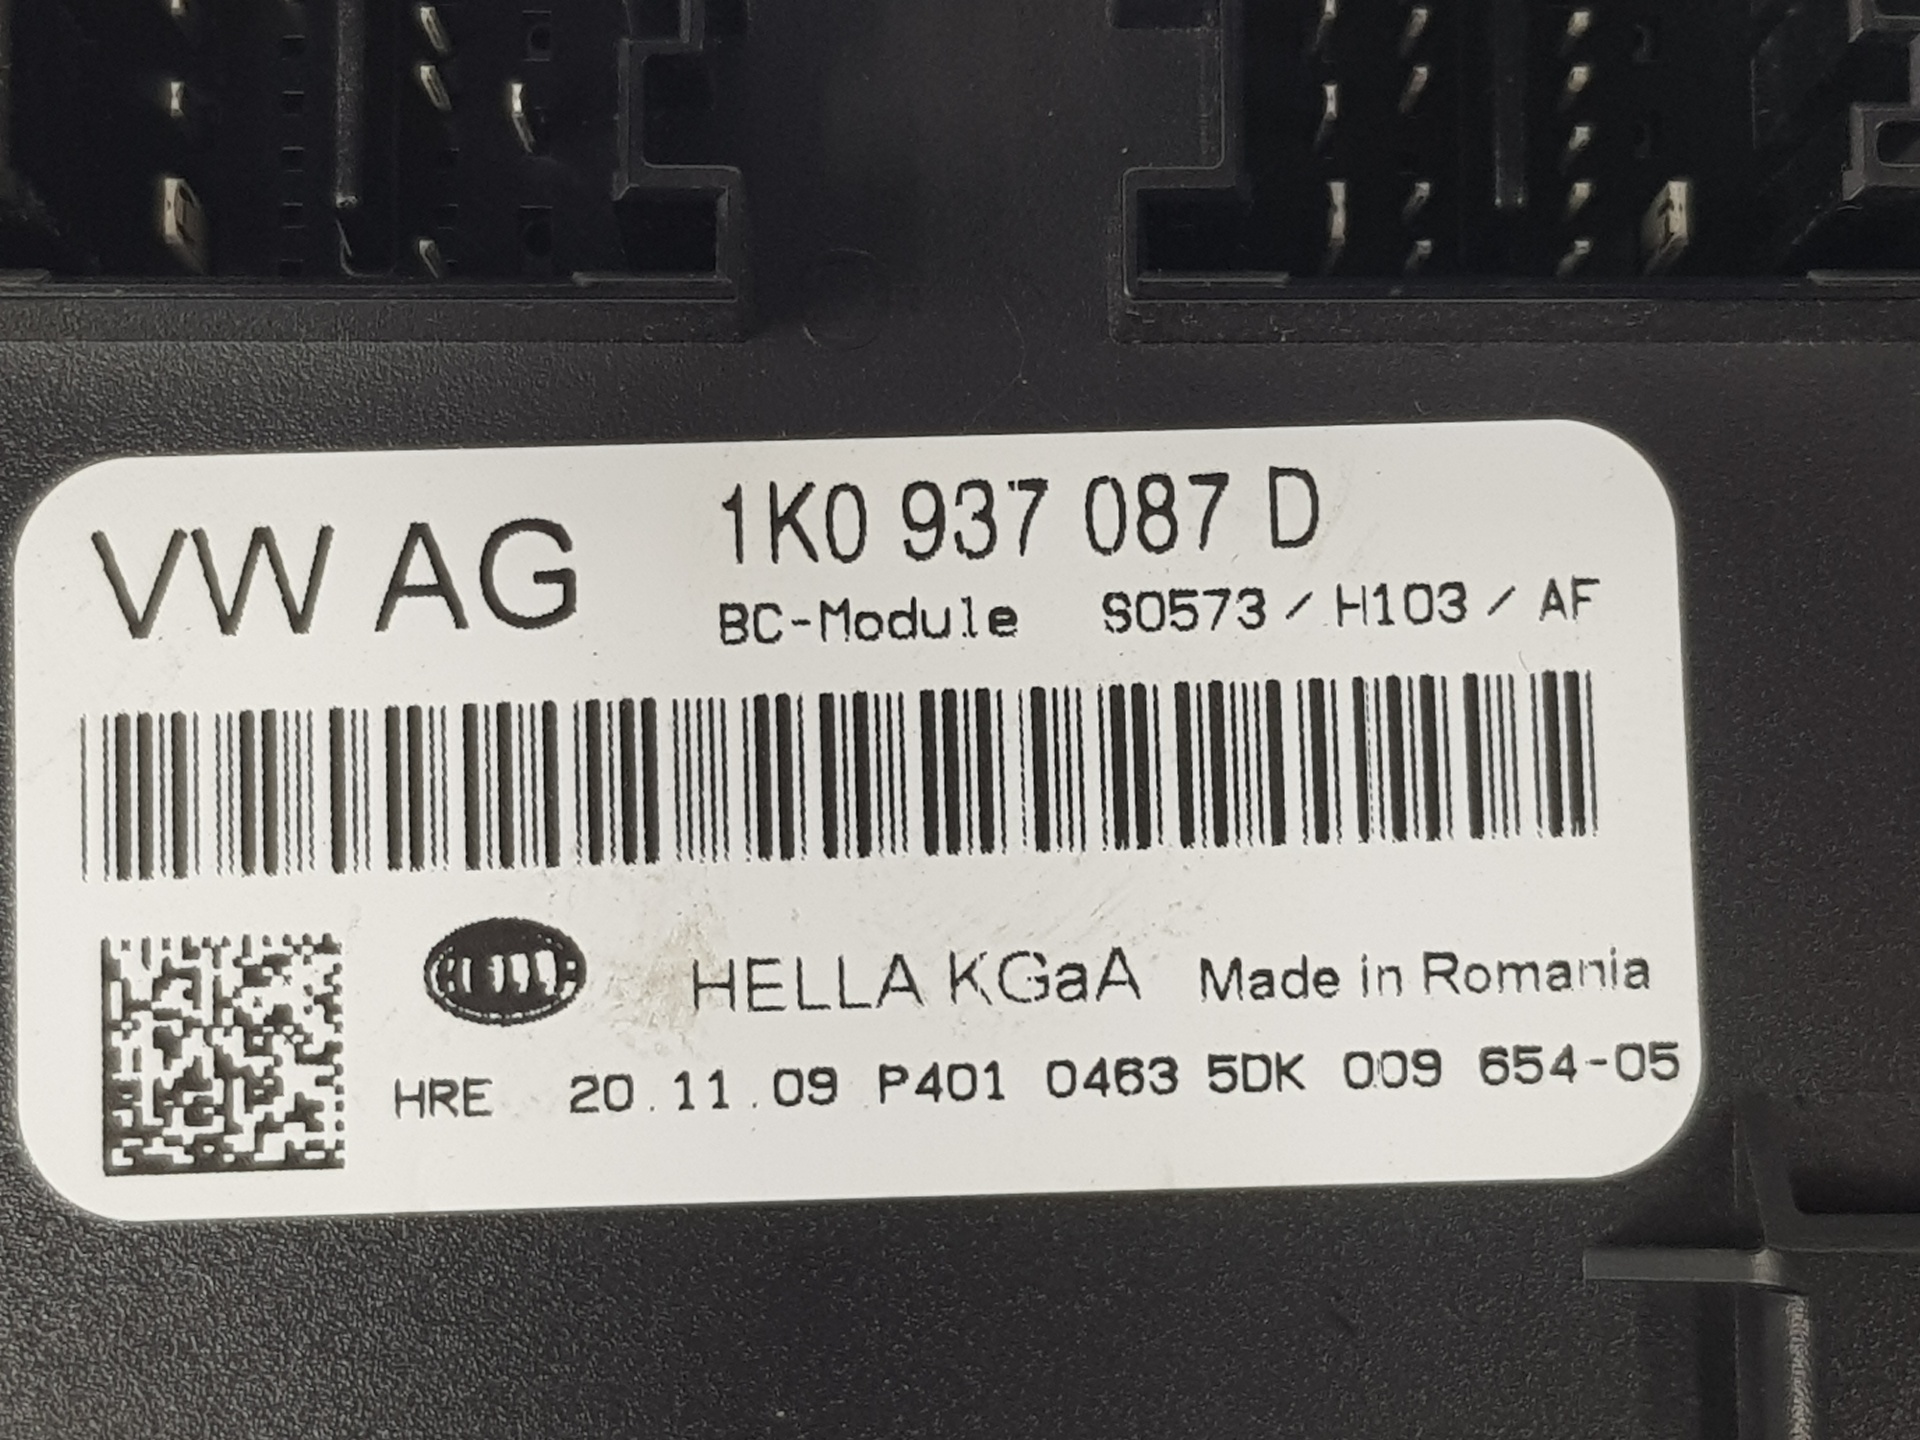 VW AG
1K0 937 087 D
BC-Module S0573 / H103 / AF
HELLA
HELLA KGaA Made in Romania
HRE 20.11.09 P401 0463 5DK 009 654-05